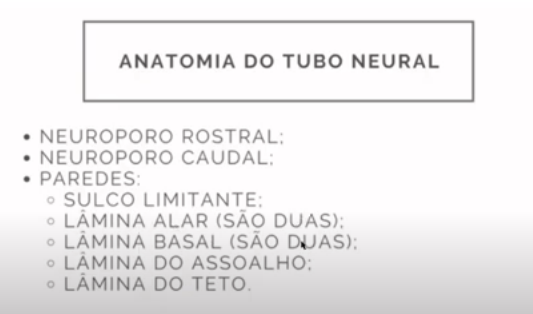 ANATOMIA DO TUBO NEURAL
• NEUROPORO ROSTRAL;
• NEUROPORO CAUDAL;
• PAREDES:
◦ SULCO LIMITANTE;
◦ LÂMINA ALAR (SÃO DUAS);
◦ LÂMINA BASAL (SÃO DUAS);
◦ LÂMINA DO ASSOALHO;
◦ LÂMINA DO TETO.